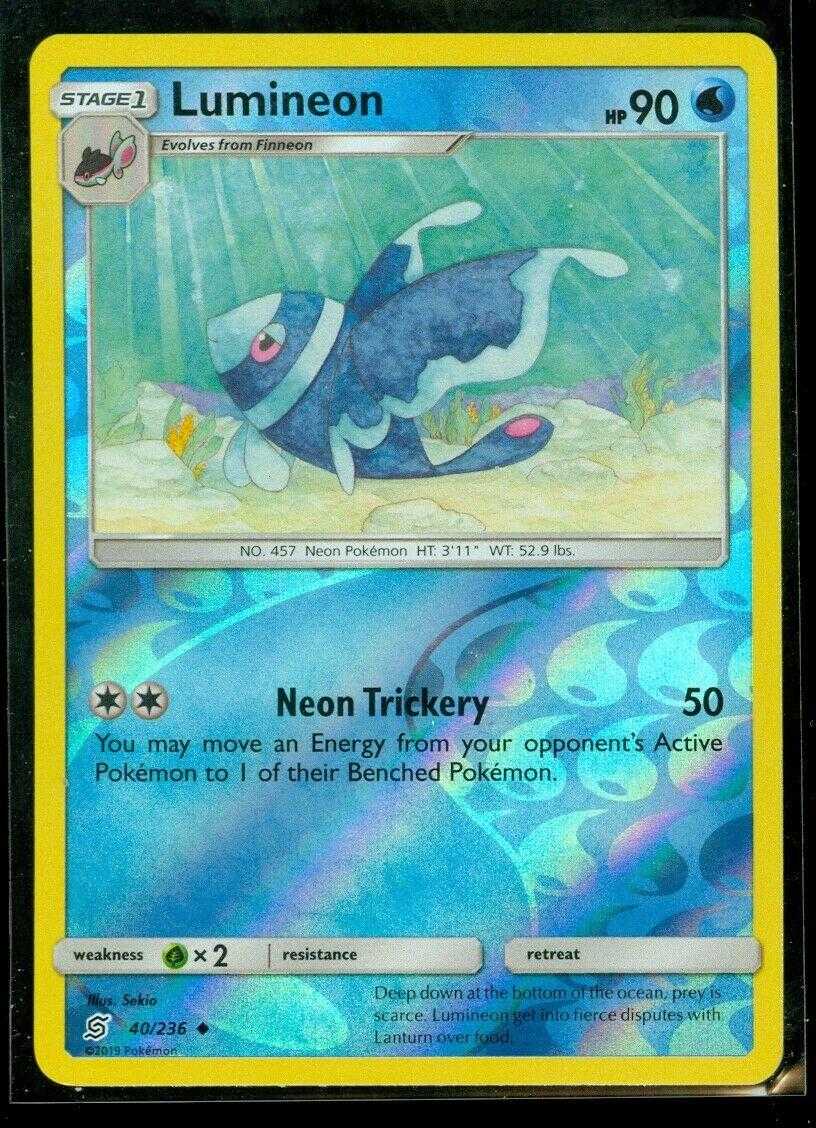 STAGE1 Lumineon HP 90
Evolves from Finneon
NO. 457 Neon Pokémon HT: 3'11" WT: 52.9 lbs.
Neon Trickery 50
You may move an Energy from your opponent's Active
Pokémon to 1 of their Benched Pokémon.
weakness × 2 resistance retreat
Illus. Sekio
Deep down at the bottom of the ocean, prey is
scarce. Lumineon get into fierce disputes with
Lanturn over food.
40/236
©2019 Pokémon